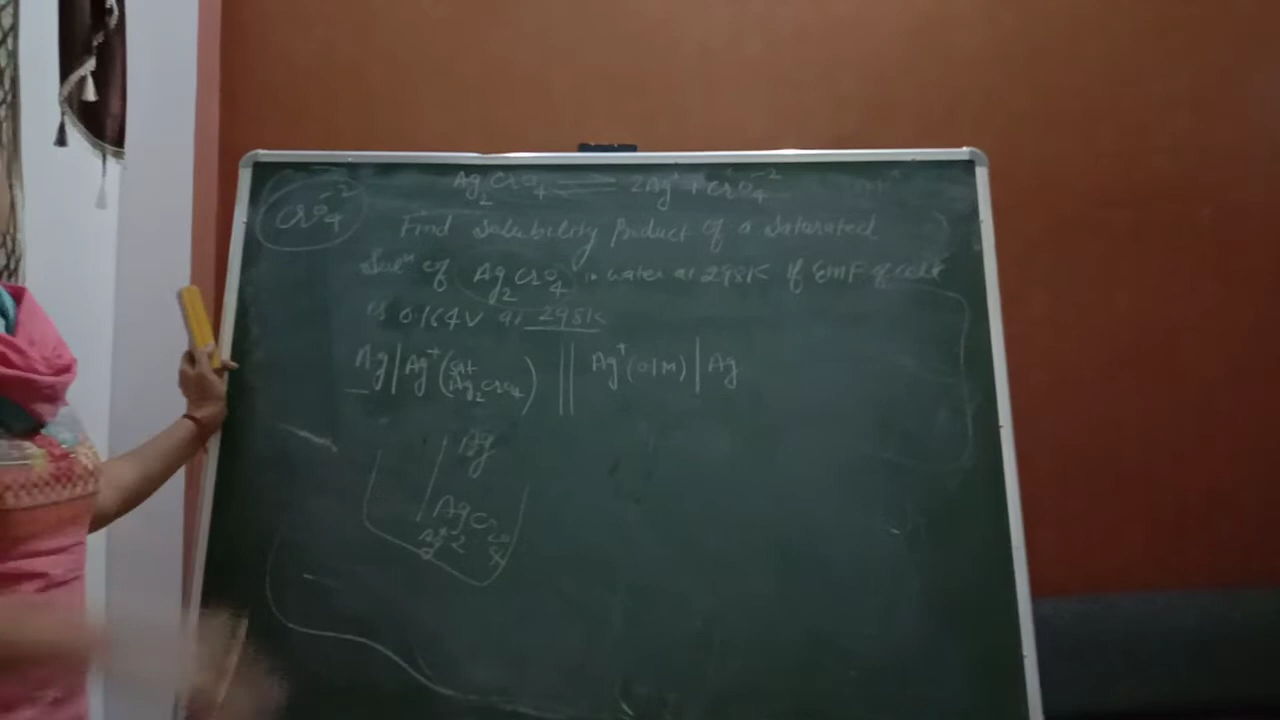 Ag₂CrO₄ ⇌ 2Ag⁺ + CrO₄⁻²
CrO₄⁻²
Find Solubility Product of a Saturated
Solⁿ of Ag₂CrO₄ in water at 298K If EMF of cell
is 0.164V at 298K
Ag | Ag⁺ (sat Ag₂CrO₄) || Ag⁺ (0.1M) | Ag
Ag